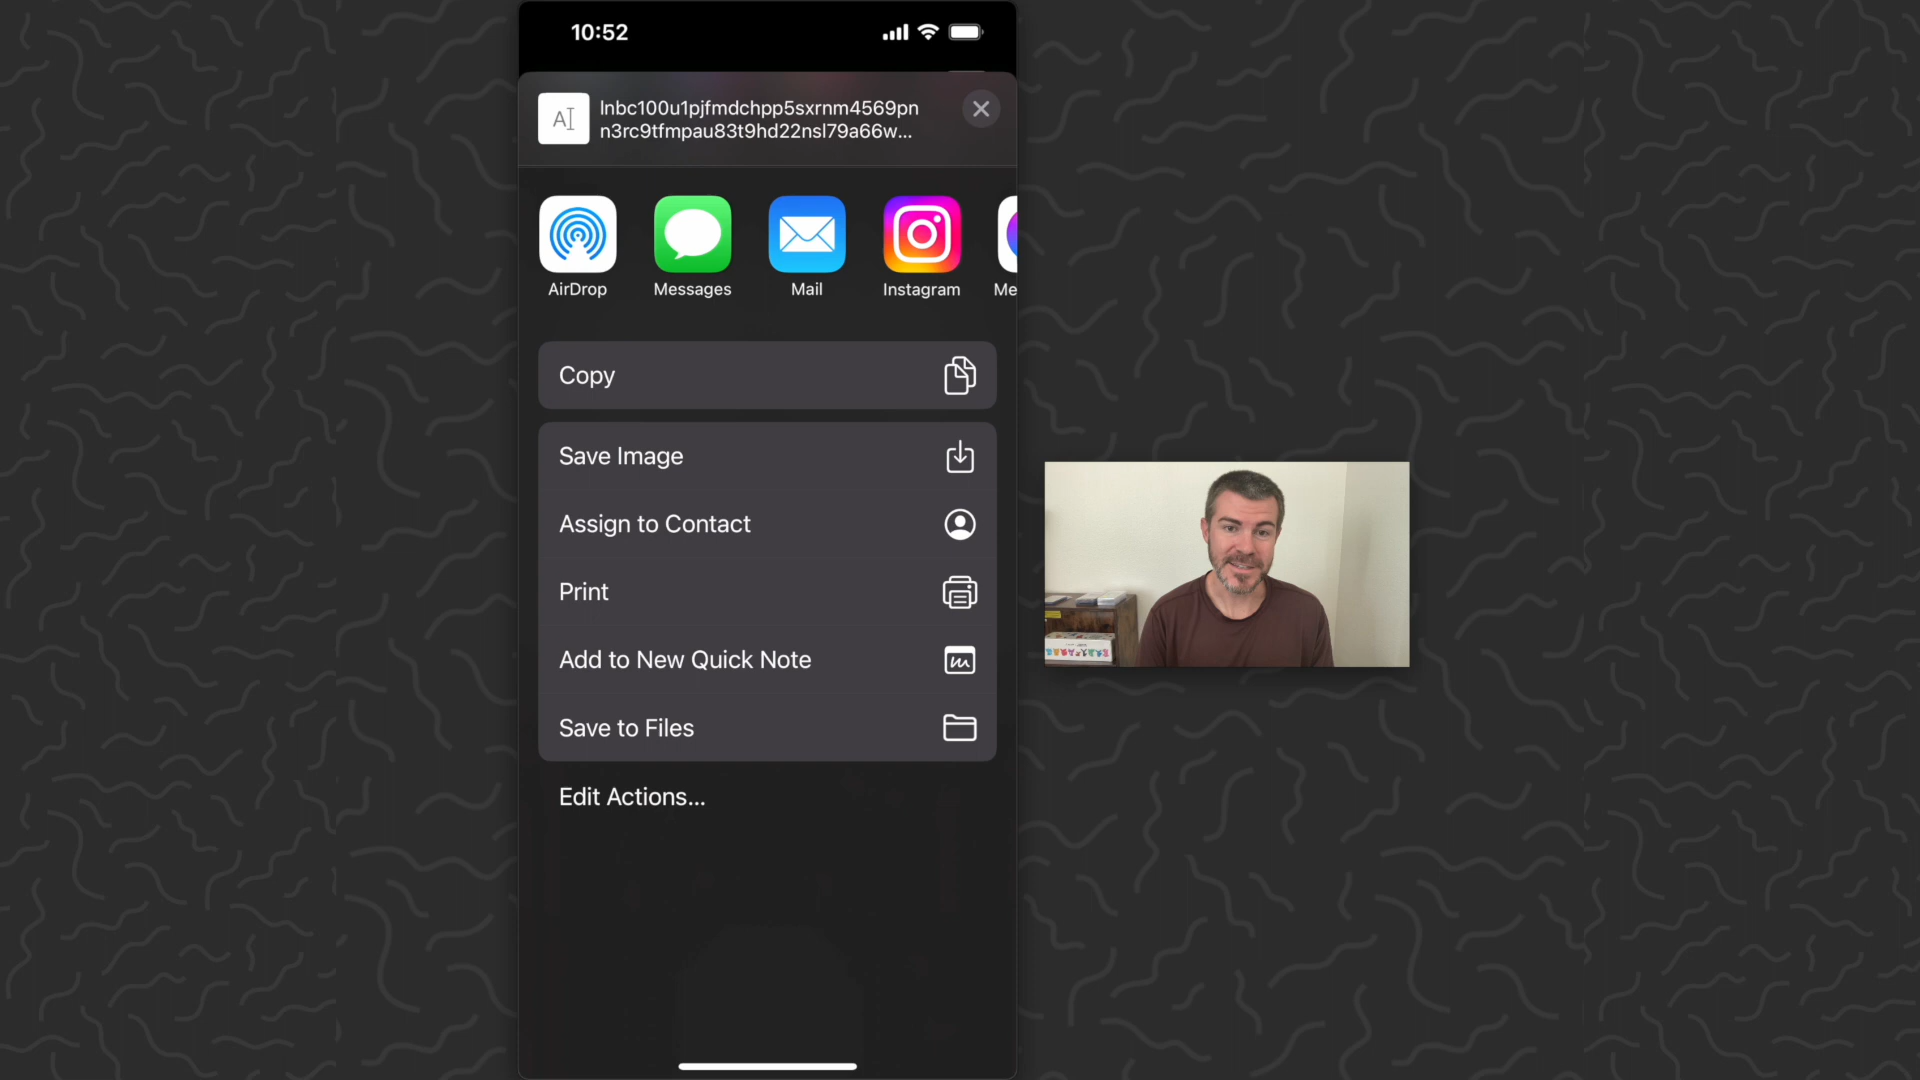 10:52
lnbc100u1pjfmdchpp5sxrnm4569pn
n3rc9tfmpau83t9hd22nsl79a66w...
AirDrop
Messages
Mail
Instagram
Me
Copy
Save Image
Assign to Contact
Print
Add to New Quick Note
Save to Files
Edit Actions...